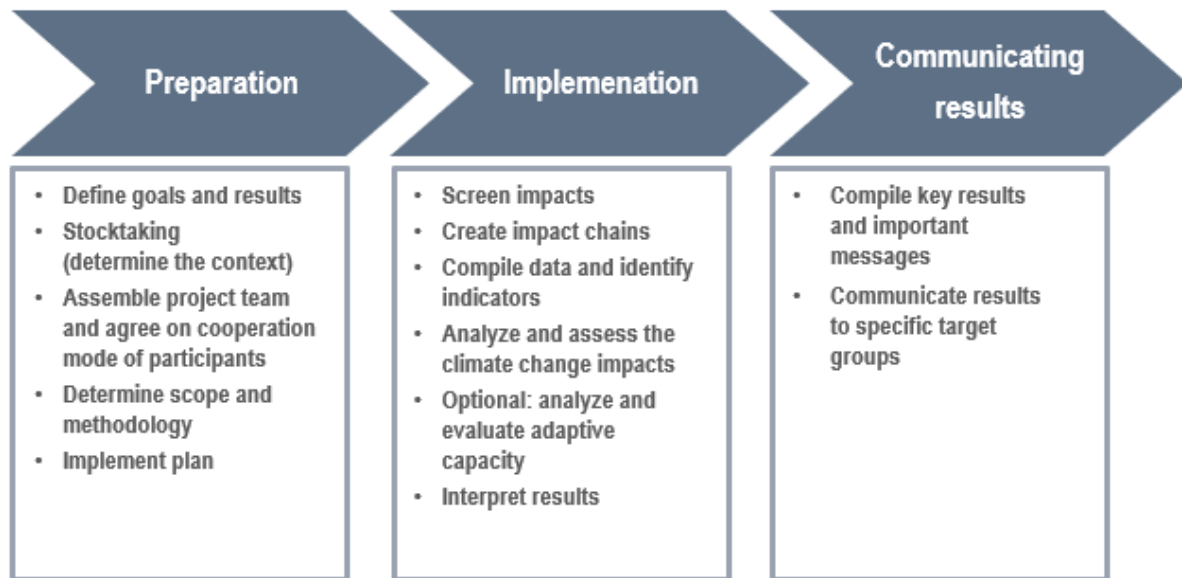 Preparation
• Define goals and results
• Stocktaking
(determine the context)
• Assemble project team
and agree on cooperation
mode of participants
• Determine scope and
methodology
• Implement plan
Implemenation
• Screen impacts
• Create impact chains
• Compile data and identify
indicators
• Analyze and assess the
climate change impacts
• Optional: analyze and
evaluate adaptive
capacity
• Interpret results
Communicating
results
• Compile key results
and important
messages
• Communicate results
to specific target
groups